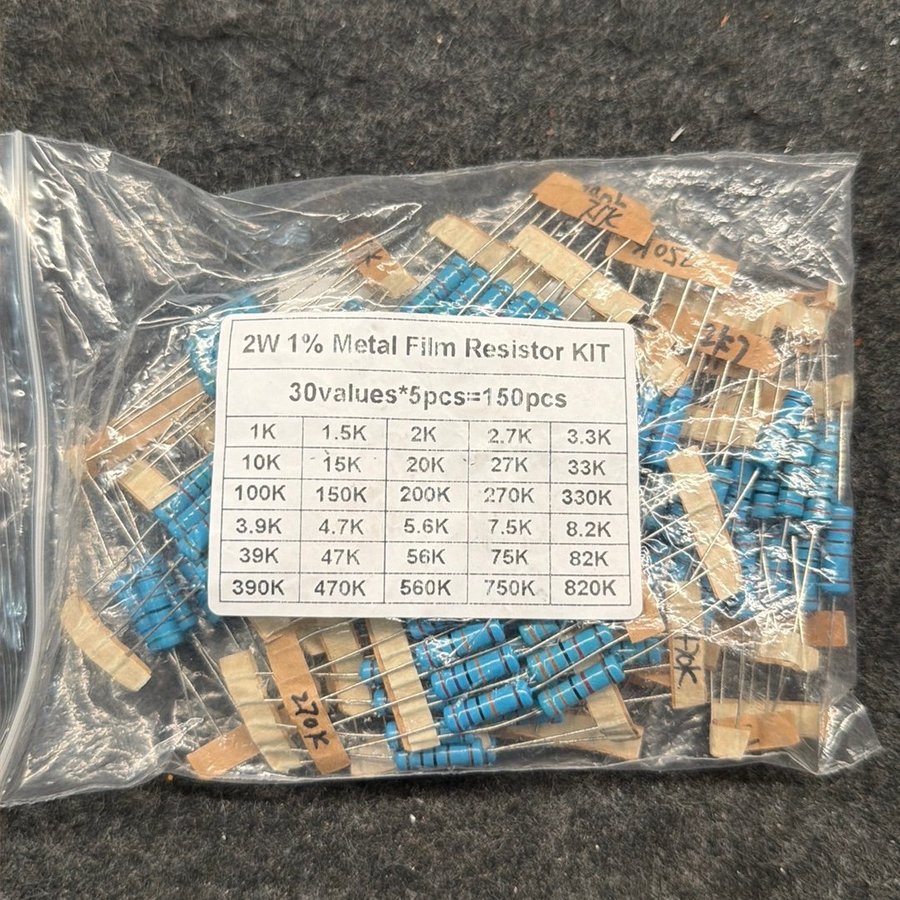 2W 1% Metal Film Resistor KIT
30values*5pcs=150pcs
1K 1.5K 2K 2.7K 3.3K
10K 15K 20K 27K 33K
100K 150K 200K 270K 330K
3.9K 4.7K 5.6K 7.5K 8.2K
39K 47K 56K 75K 82K
390K 470K 560K 750K 820K
270K